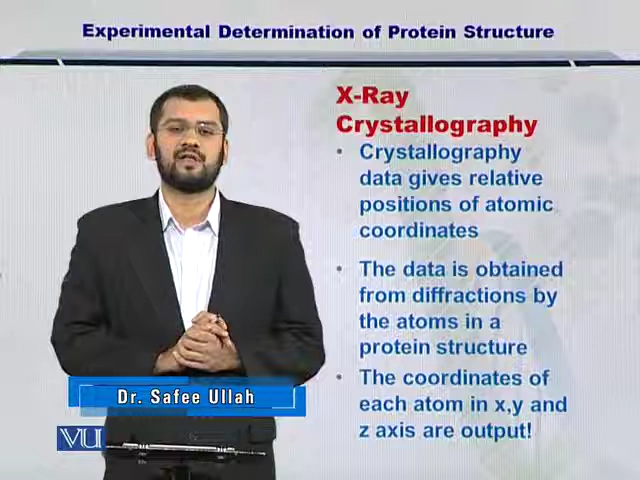 Experimental Determination of Protein Structure
X-Ray
Crystallography
• Crystallography
data gives relative
positions of atomic
coordinates
• The data is obtained
from diffractions by
the atoms in a
protein structure
• The coordinates of
each atom in x,y and
z axis are output!
Dr. Safee Ullah
VU